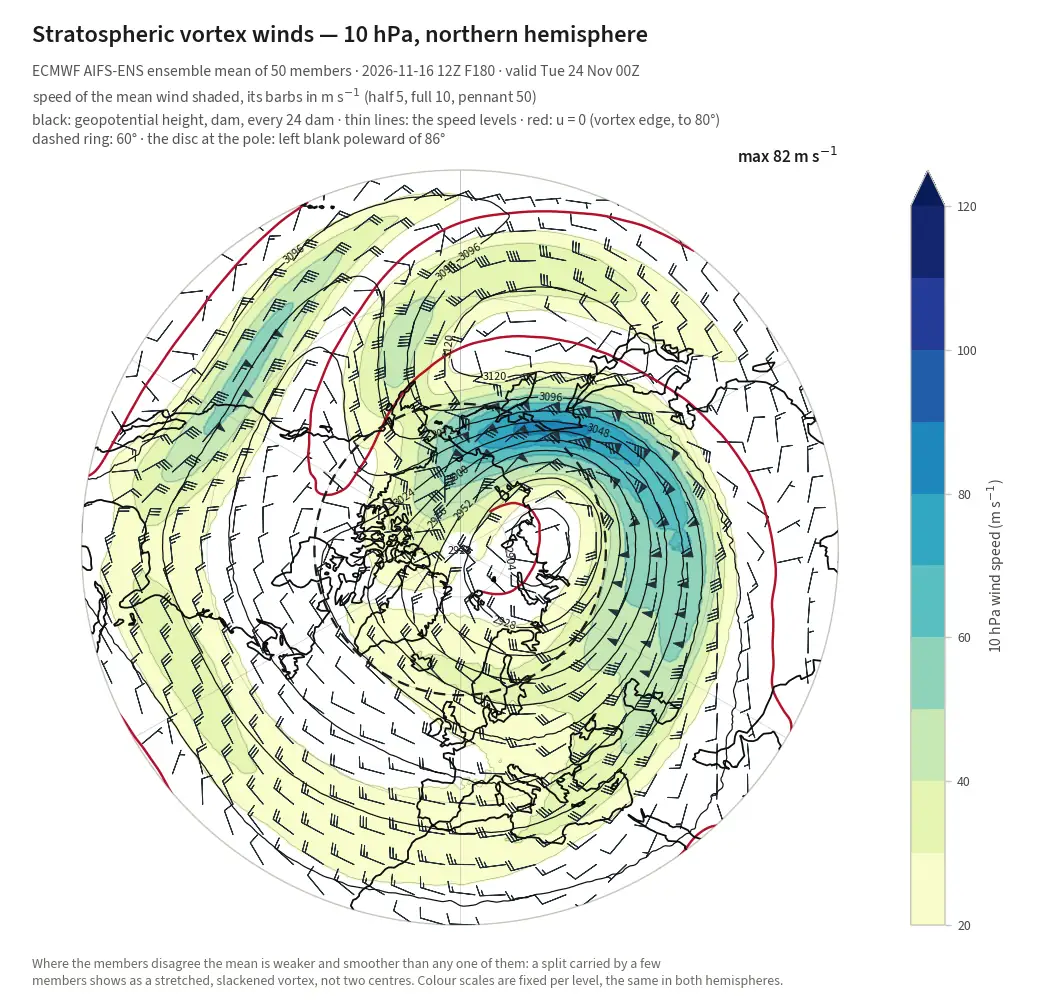 Stratospheric vortex winds — 10 hPa, northern hemisphere
ECMWF AIFS-ENS ensemble mean of 50 members · 2026-11-16 12Z F180 · valid Tue 24 Nov 00Z
speed of the mean wind shaded, its barbs in m s⁻¹ (half 5, full 10, pennant 50)
black: geopotential height, dam, every 24 dam · thin lines: the speed levels · red: u = 0 (vortex edge, to 80°)
dashed ring: 60° · the disc at the pole: left blank poleward of 86°
max 82 m s⁻¹
120
100
80
60
40
20
10 hPa wind speed (m s⁻¹)
3096
3096
3120
3120
3096
3048
3024
2952
2904
2928
Where the members disagree the mean is weaker and smoother than any one of them: a split carried by a few
members shows as a stretched, slackened vortex, not two centres. Colour scales are fixed per level, the same in both hemispheres.